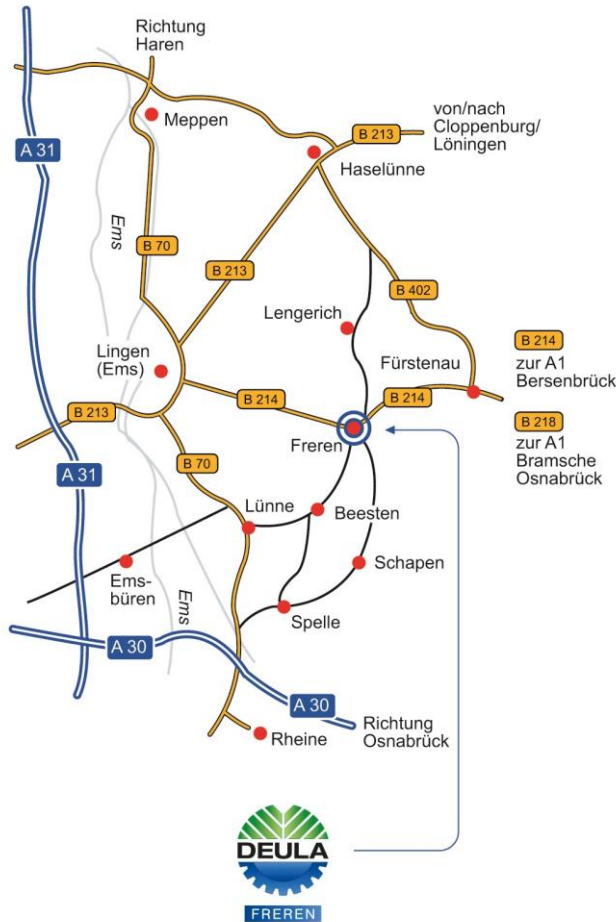 Richtung
Haren
Meppen
A 31
B 213
von/nach
Cloppenburg/
Löningen
Haselünne
Ems
B 70
B 213
B 402
Lengerich
Lingen
(Ems)
Fürstenau
B 214
zur A1
Bersenbrück
B 213
B 214
B 214
B 218
zur A1
Bramsche
Osnabrück
Freren
A 31
B 70
Lünne
Beesten
Schapen
Ems-
büren
Ems
Spelle
A 30
A 30
Richtung
Osnabrück
Rheine
DEULA
FREREN